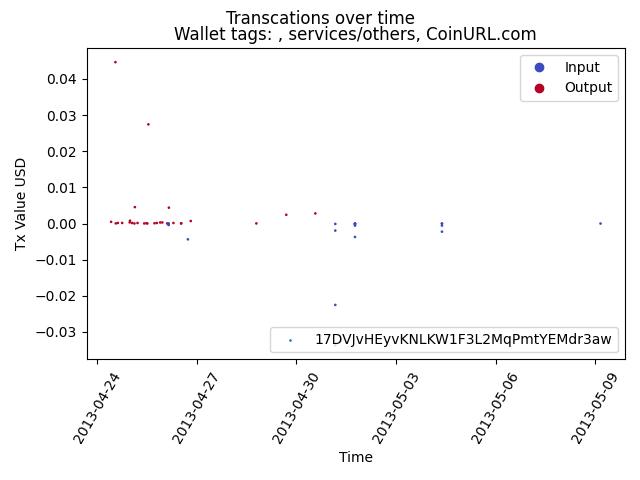 Transcations over time
Wallet tags: , services/others, CoinURL.com
Input
Output
0.04
0.03
0.02
0.01
0.00
−0.01
−0.02
−0.03
Tx Value USD
17DVJvHEyvKNLKW1F3L2MqPmtYEMdr3aw
2013-04-24
2013-04-27
2013-04-30
2013-05-03
2013-05-06
2013-05-09
Time